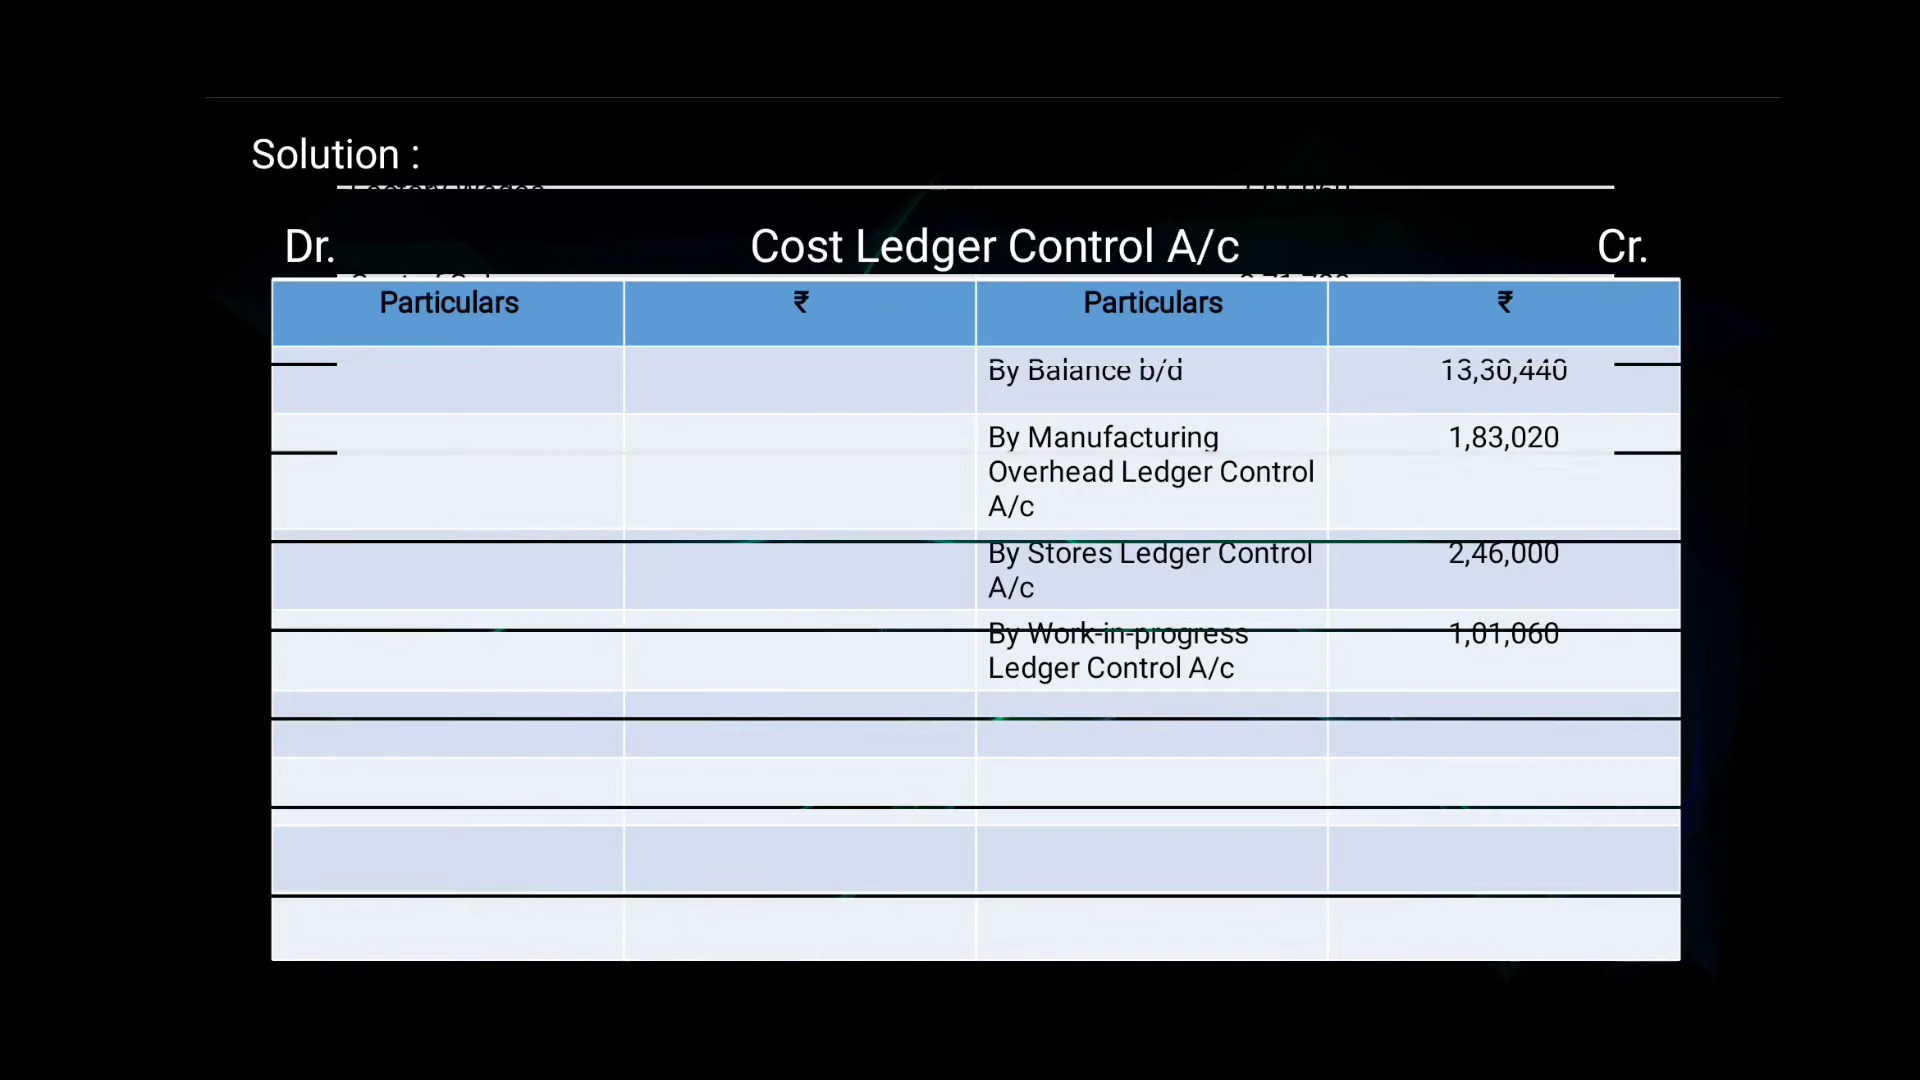 Solution :
Dr. Cost Ledger Control A/c Cr.
Particulars ₹ Particulars ₹
By Balance b/d 13,30,440
By Manufacturing 1,83,020
Overhead Ledger Control
A/c
By Stores Ledger Control 2,46,000
A/c
By Work-in-progress 1,01,060
Ledger Control A/c